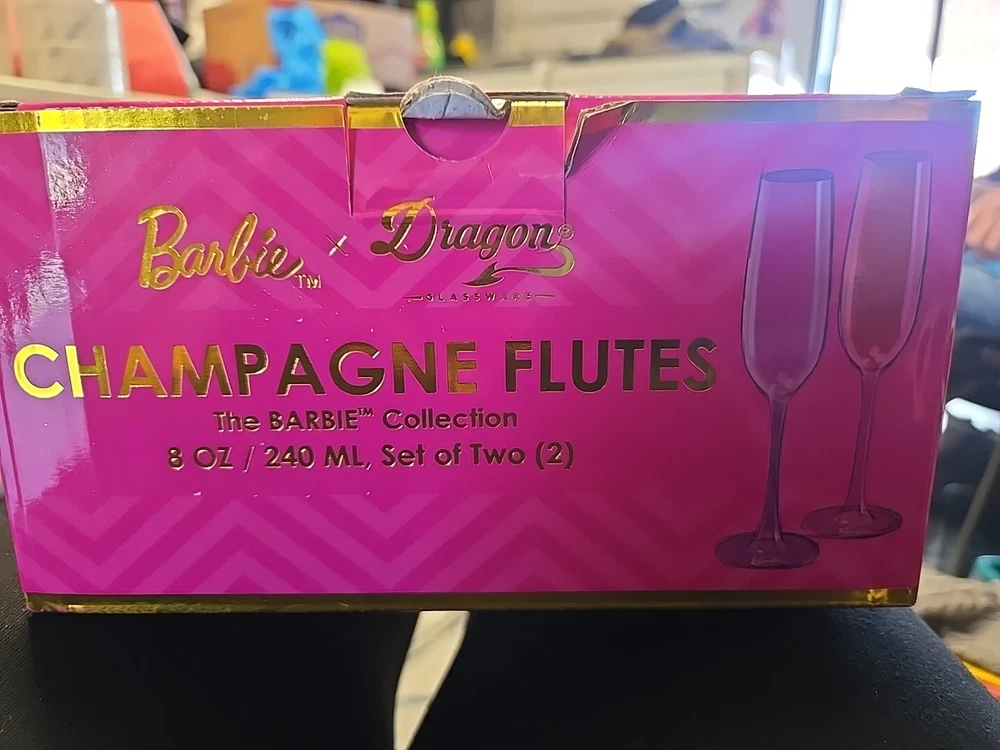 Barbie™ x Dragon®
GLASSWARE
CHAMPAGNE FLUTES
The BARBIE™ Collection
8 OZ / 240 ML, Set of Two (2)